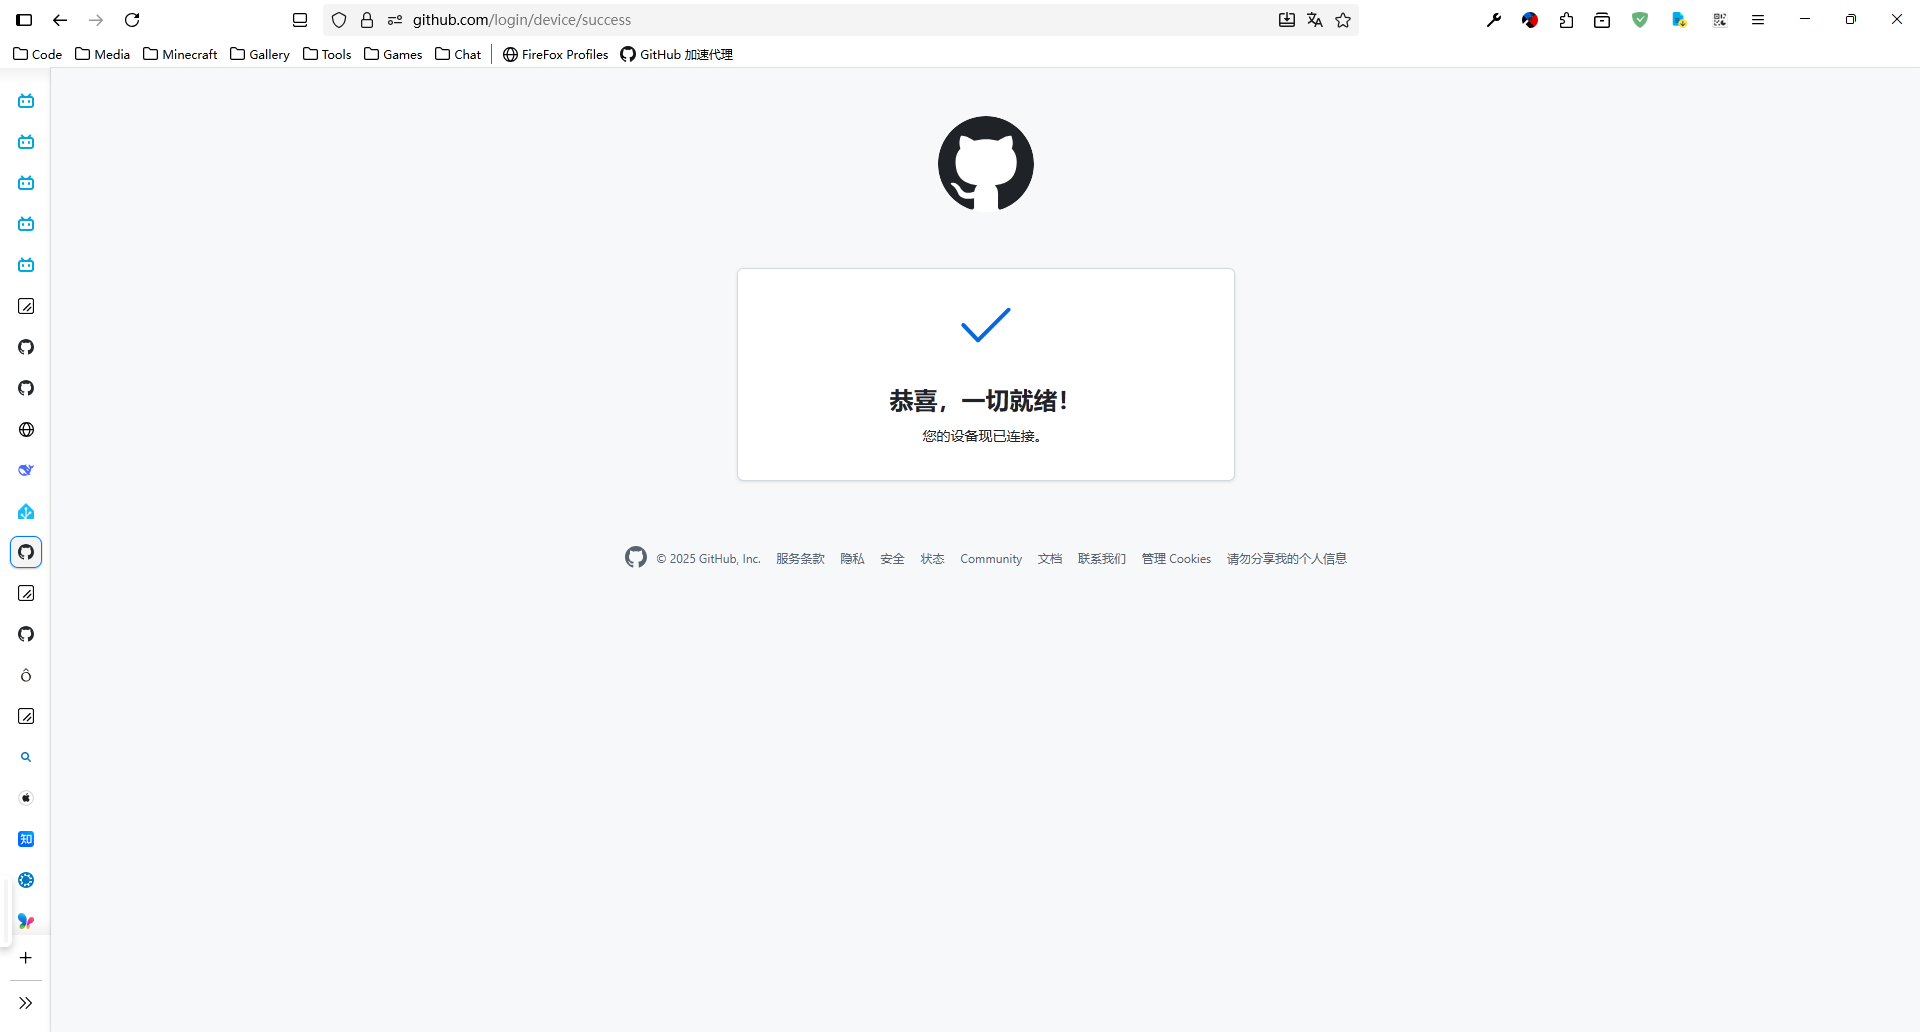 github.com/login/device/success
Code Media Minecraft Gallery Tools Games Chat FireFox Profiles GitHub 加速代理
恭喜，一切就绪！
您的设备现已连接。
© 2025 GitHub, Inc. 服务条款 隐私 安全 状态 Community 文档 联系我们 管理 Cookies 请勿分享我的个人信息
知